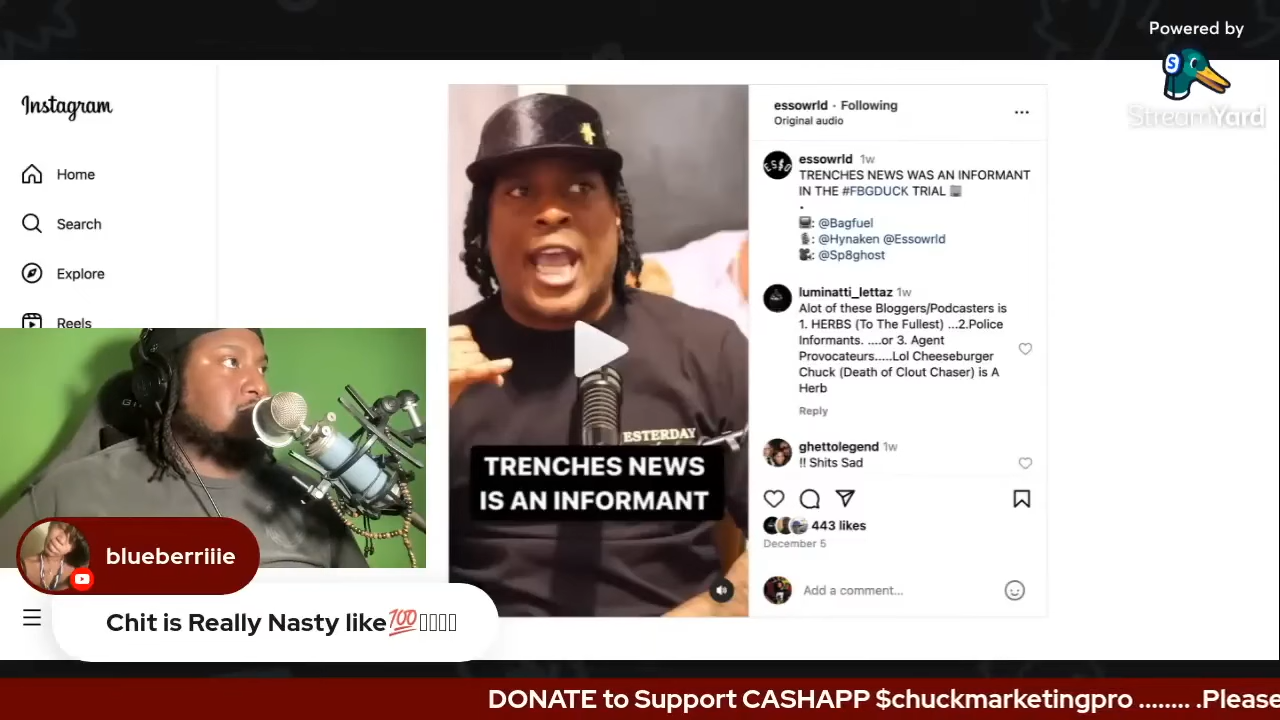 Powered by
StreamYard
Instagram
Home
Search
Explore
Reels
essowrld · Following
Original audio
essowrld 1w
TRENCHES NEWS WAS AN INFORMANT
IN THE #FBGDUCK TRIAL
.
: @Bagfuel
: @Hynaken @Essowrld
: @Sp8ghost
luminatti_lettaz 1w
Alot of these Bloggers/Podcasters is
1. HERBS (To The Fullest) ...2.Police
Informants. ....or 3. Agent
Provocateurs.....Lol Cheeseburger
Chuck (Death of Clout Chaser) is A
Herb
Reply
ghettolegend 1w
!! Shits Sad
443 likes
December 5
Add a comment...
ESTERDAY
TRENCHES NEWS
IS AN INFORMANT
blueberriiie
Chit is Really Nasty like💯
DONATE to Support CASHAPP $chuckmarketingpro ........ .Please